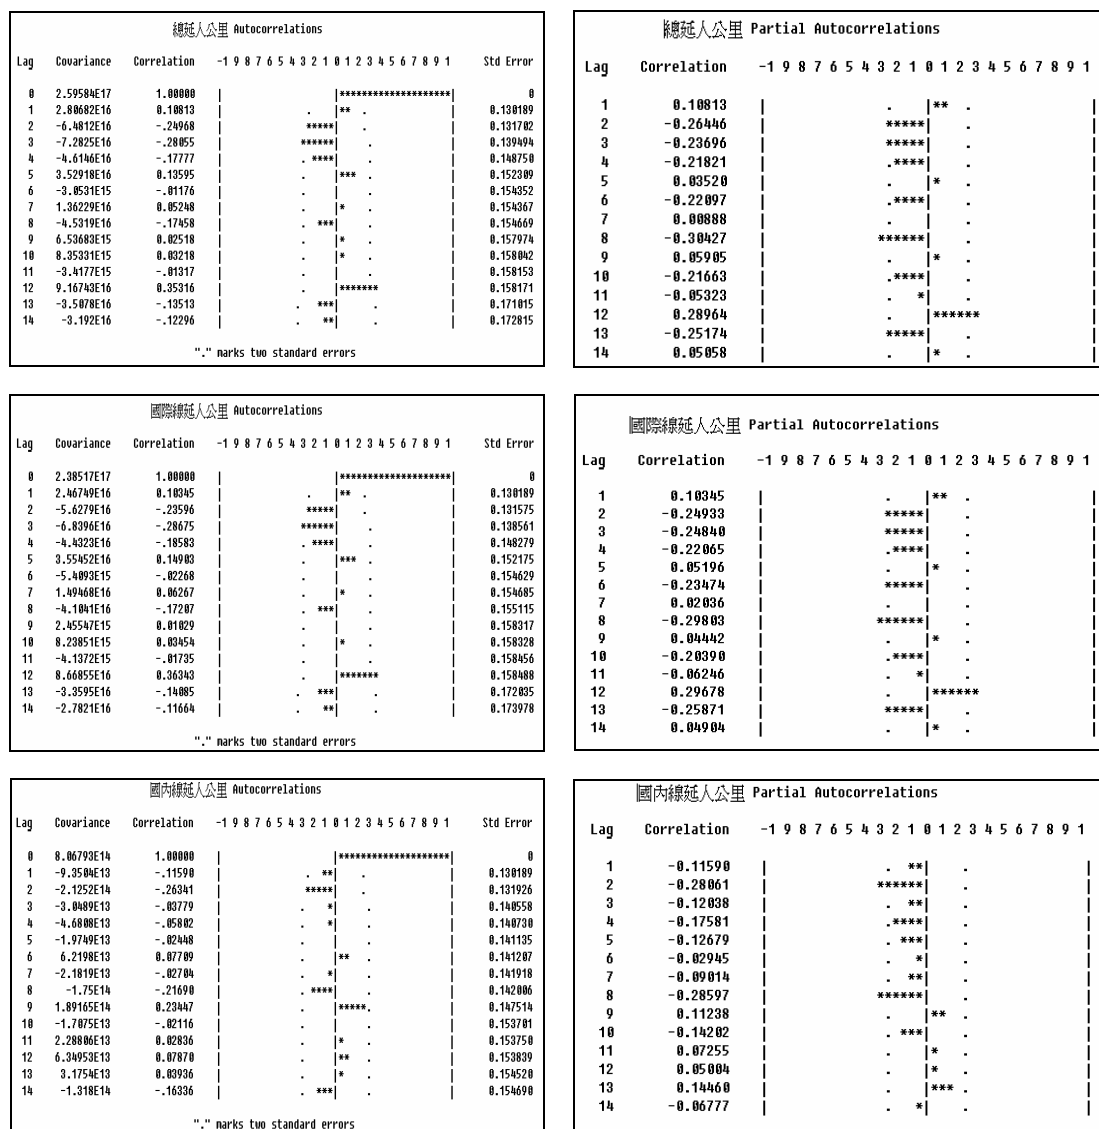 總延人公里 Autocorrelations
Lag Covariance Correlation -1 9 8 7 6 5 4 3 2 1 0 1 2 3 4 5 6 7 8 9 1 Std Error
0 2.59584E17 1.00000 | |********************| 0
1 2.80682E16 0.10813 | . |** . | 0.130189
2 -6.4812E16 -.24968 | *****| . | 0.131702
3 -7.2825E16 -.28055 | ******| . | 0.139494
4 -4.6146E16 -.17777 | . ****| . | 0.148750
5 3.52918E16 0.13595 | . |*** . | 0.152309
6 -3.0531E15 -.01176 | . | . | 0.154352
7 1.36229E16 0.05248 | . |* . | 0.154367
8 -4.5319E16 -.17458 | . ***| . | 0.154669
9 6.53683E15 0.02518 | . |* . | 0.157974
10 8.35331E15 0.03218 | . |* . | 0.158042
11 -3.4177E15 -.01317 | . | . | 0.158153
12 9.16743E16 0.35316 | . |******* | 0.158171
13 -3.5078E16 -.13513 | . ***| . | 0.171015
14 -3.192E16 -.12296 | . **| . | 0.172815
"." marks two standard errors
總延人公里 Partial Autocorrelations
Lag Correlation -1 9 8 7 6 5 4 3 2 1 0 1 2 3 4 5 6 7 8 9 1
1 0.10813 | . |** . |
2 -0.26446 | *****| . |
3 -0.23696 | *****| . |
4 -0.21821 | .****| . |
5 0.03520 | . |* . |
6 -0.22097 | .****| . |
7 0.00888 | . | . |
8 -0.30427 | ******| . |
9 0.05905 | . |* . |
10 -0.21663 | .****| . |
11 -0.05323 | . *| . |
12 0.28964 | . |****** |
13 -0.25174 | *****| . |
14 0.05058 | . |* . |
國際線延人公里 Autocorrelations
Lag Covariance Correlation -1 9 8 7 6 5 4 3 2 1 0 1 2 3 4 5 6 7 8 9 1 Std Error
0 2.38517E17 1.00000 | |********************| 0
1 2.46749E16 0.10345 | . |** . | 0.130189
2 -5.6279E16 -.23596 | *****| . | 0.131575
3 -6.8396E16 -.28675 | ******| . | 0.138561
4 -4.4323E16 -.18583 | . ****| . | 0.148279
5 3.55452E16 0.14903 | . |*** . | 0.152175
6 -5.4093E15 -.02268 | . | . | 0.154629
7 1.49468E16 0.06267 | . |* . | 0.154685
8 -4.1041E16 -.17207 | . ***| . | 0.155115
9 2.45547E15 0.01029 | . | . | 0.158317
10 8.23851E15 0.03454 | . |* . | 0.158328
11 -4.1372E15 -.01735 | . | . | 0.158456
12 8.66855E16 0.36343 | . |******* | 0.158488
13 -3.3595E16 -.14085 | . ***| . | 0.172035
14 -2.7821E16 -.11664 | . **| . | 0.173978
"." marks two standard errors
國際線延人公里 Partial Autocorrelations
Lag Correlation -1 9 8 7 6 5 4 3 2 1 0 1 2 3 4 5 6 7 8 9 1
1 0.10345 | . |** . |
2 -0.24933 | *****| . |
3 -0.24840 | *****| . |
4 -0.22065 | .****| . |
5 0.05196 | . |* . |
6 -0.23474 | *****| . |
7 0.02036 | . | . |
8 -0.29803 | ******| . |
9 0.04442 | . |* . |
10 -0.20390 | .****| . |
11 -0.06246 | . *| . |
12 0.29678 | . |****** |
13 -0.25871 | *****| . |
14 0.04904 | . |* . |
國內線延人公里 Autocorrelations
Lag Covariance Correlation -1 9 8 7 6 5 4 3 2 1 0 1 2 3 4 5 6 7 8 9 1 Std Error
0 8.06793E14 1.00000 | |********************| 0
1 -9.3504E13 -.11590 | . **| . | 0.130189
2 -2.1252E14 -.26341 | *****| . | 0.131926
3 -3.0489E13 -.03779 | . *| . | 0.140558
4 -4.6808E13 -.05802 | . *| . | 0.140730
5 -1.9749E13 -.02448 | . | . | 0.141135
6 6.2198E13 0.07709 | . |** . | 0.141207
7 -2.1819E13 -.02704 | . *| . | 0.141918
8 -1.75E14 -.21690 | . ****| . | 0.142006
9 1.89165E14 0.23447 | . |*****. | 0.147514
10 -1.7075E13 -.02116 | . | . | 0.153701
11 2.28806E13 0.02836 | . |* . | 0.153750
12 6.34953E13 0.07870 | . |** . | 0.153839
13 3.1754E13 0.03936 | . |* . | 0.154520
14 -1.318E14 -.16336 | . ***| . | 0.154690
"." marks two standard errors
國內線延人公里 Partial Autocorrelations
Lag Correlation -1 9 8 7 6 5 4 3 2 1 0 1 2 3 4 5 6 7 8 9 1
1 -0.11590 | . **| . |
2 -0.28061 | ******| . |
3 -0.12038 | . **| . |
4 -0.17581 | .****| . |
5 -0.12679 | . ***| . |
6 -0.02945 | . *| . |
7 -0.09014 | . **| . |
8 -0.28597 | ******| . |
9 0.11238 | . |** . |
10 -0.14202 | . ***| . |
11 0.07255 | . |* . |
12 0.05004 | . |* . |
13 0.14460 | . |*** . |
14 -0.06777 | . *| . |